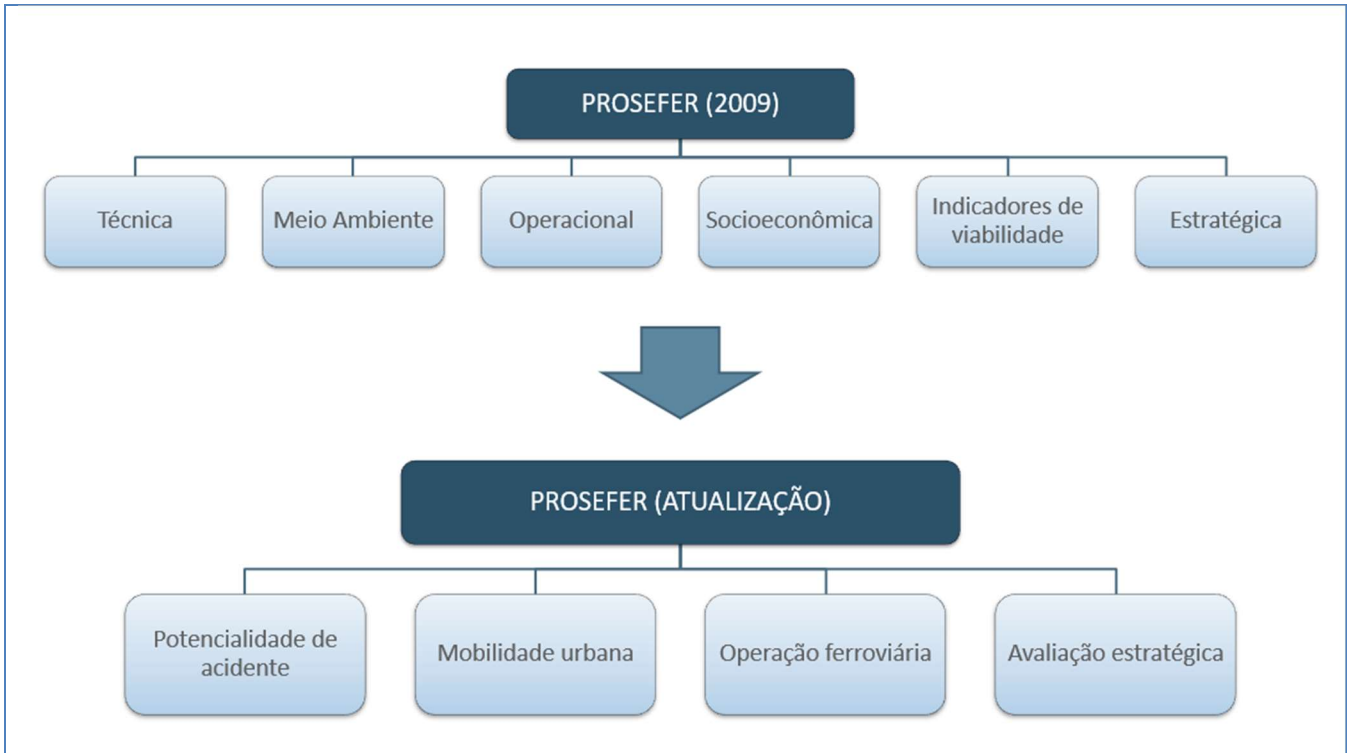 PROSEFER (2009)
Técnica
Meio Ambiente
Operacional
Socioeconômica
Indicadores de
viabilidade
Estratégica
PROSEFER (ATUALIZAÇÃO)
Potencialidade de
acidente
Mobilidade urbana
Operação ferroviária
Avaliação estratégica